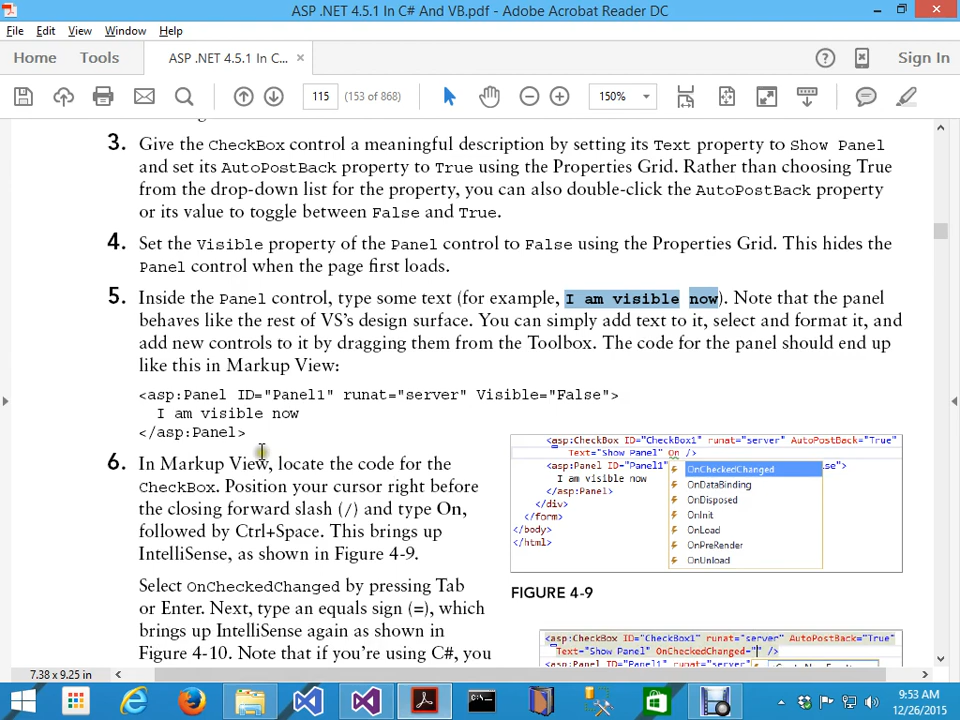 ASP .NET 4.5.1 In C# And VB.pdf - Adobe Acrobat Reader DC
File Edit View Window Help
Home Tools ASP .NET 4.5.1 In C... × Sign In
115 (153 of 868) 150%
3. Give the CheckBox control a meaningful description by setting its Text property to Show Panel
and set its AutoPostBack property to True using the Properties Grid. Rather than choosing True
from the drop-down list for the property, you can also double-click the AutoPostBack property
or its value to toggle between False and True.
4. Set the Visible property of the Panel control to False using the Properties Grid. This hides the
Panel control when the page first loads.
5. Inside the Panel control, type some text (for example, I am visible now). Note that the panel
behaves like the rest of VS's design surface. You can simply add text to it, select and format it, and
add new controls to it by dragging them from the Toolbox. The code for the panel should end up
like this in Markup View:
<asp:Panel ID="Panel1" runat="server" Visible="False">
I am visible now
</asp:Panel>
6. In Markup View, locate the code for the
CheckBox. Position your cursor right before
the closing forward slash (/) and type On,
followed by Ctrl+Space. This brings up
IntelliSense, as shown in Figure 4-9.
Select OnCheckedChanged by pressing Tab
or Enter. Next, type an equals sign (=), which
brings up IntelliSense again as shown in
Figure 4-10. Note that if you're using C#, you
<asp:CheckBox ID="CheckBox1" runat="server" AutoPostBack="True"
Text="Show Panel" On />
<asp:Panel ID="Panel1" se">
I am visible now
</asp:Panel>
</div>
</form>
</body>
</html>
OnCheckedChanged
OnDataBinding
OnDisposed
OnInit
OnLoad
OnPreRender
OnUnload
FIGURE 4-9
<asp:CheckBox ID="CheckBox1" runat="server" AutoPostBack="True"
Text="Show Panel" OnCheckedChanged="" />
7.38 x 9.25 in
9:53 AM
12/26/2015